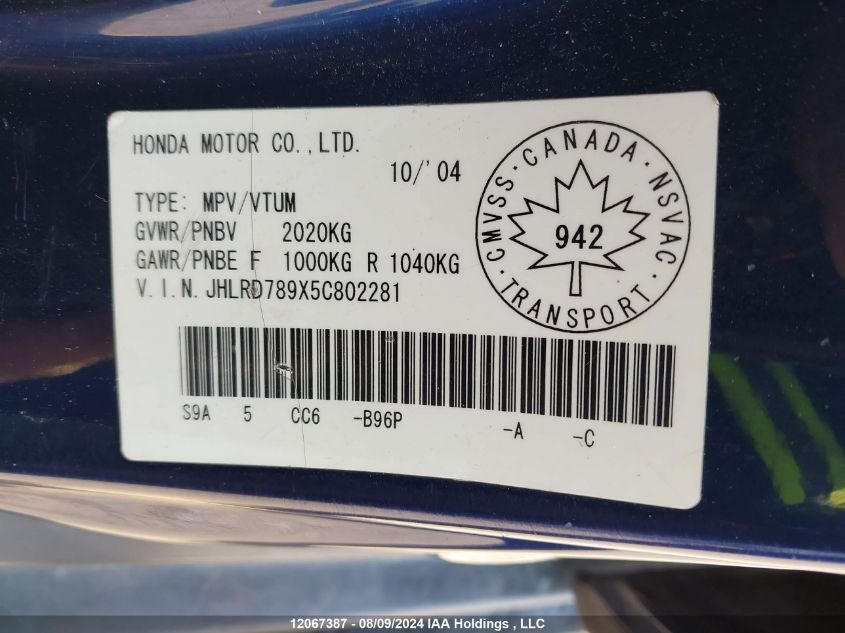 HONDA MOTOR CO.,LTD.
10/'04
TYPE: MPV/VTUM
GVWR/PNBV 2020KG
GAWR/PNBE F 1000KG R 1040KG
V.I.N. JHLRD789X5C802281
CMVSS · CANADA · NSVAC · TRANSPORT ·
942
S9A 5 CC6 -B96P -A -C
12067387 - 08/09/2024 IAA Holdings , LLC